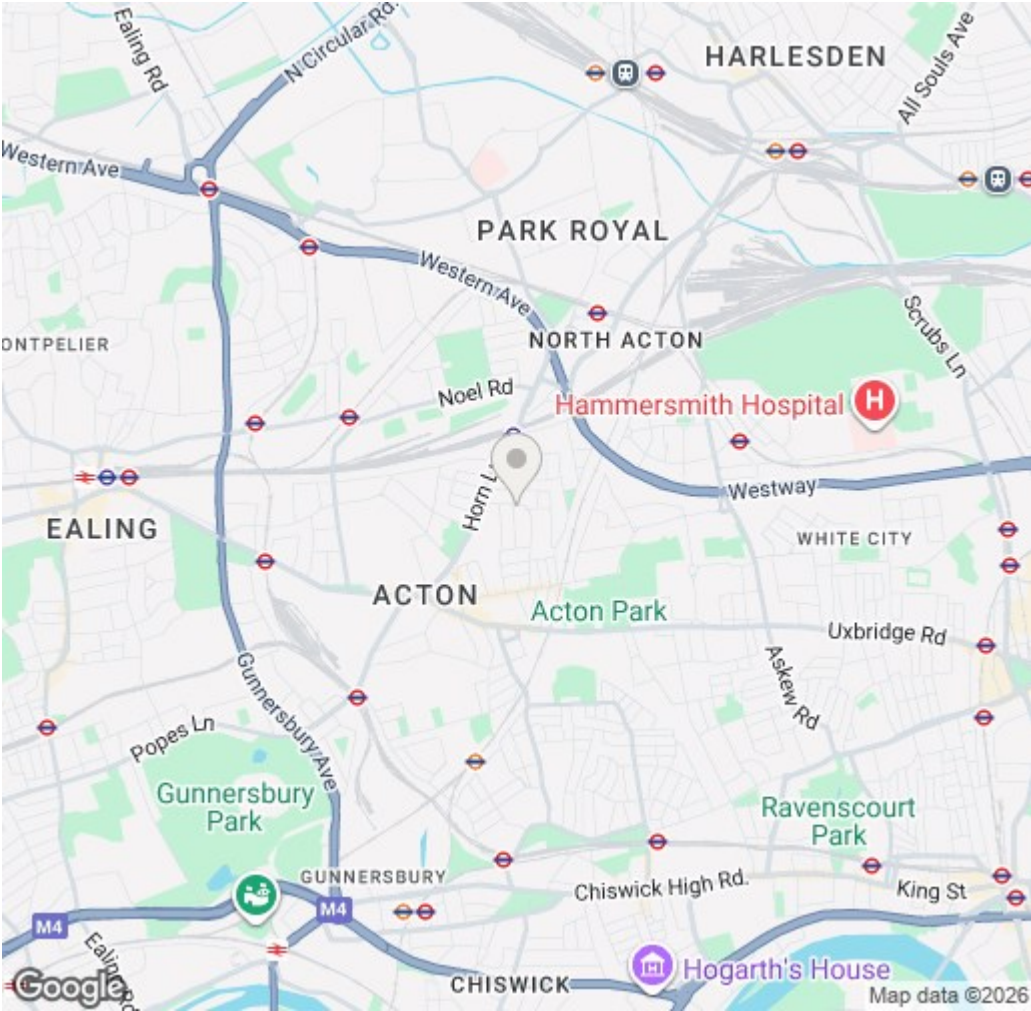 Ealing Rd
N Circular Rd.
HARLESDEN
All Souls Ave
Western Ave
PARK ROYAL
Western Ave
Scrubs Ln
NORTH ACTON
ONTPELIER
Noel Rd
Hammersmith Hospital
H
Horn L
Westway
EALING
WHITE CITY
ACTON
Acton Park
Uxbridge Rd
Askew Rd
Gunnersbury Ave
Popes Ln
Gunnersbury
Park
Ravenscourt
Park
GUNNERSBURY
Chiswick High Rd.
King St
M4
M4
Ealing Rd
CHISWICK
Hogarth's House
Google
Map data ©2026